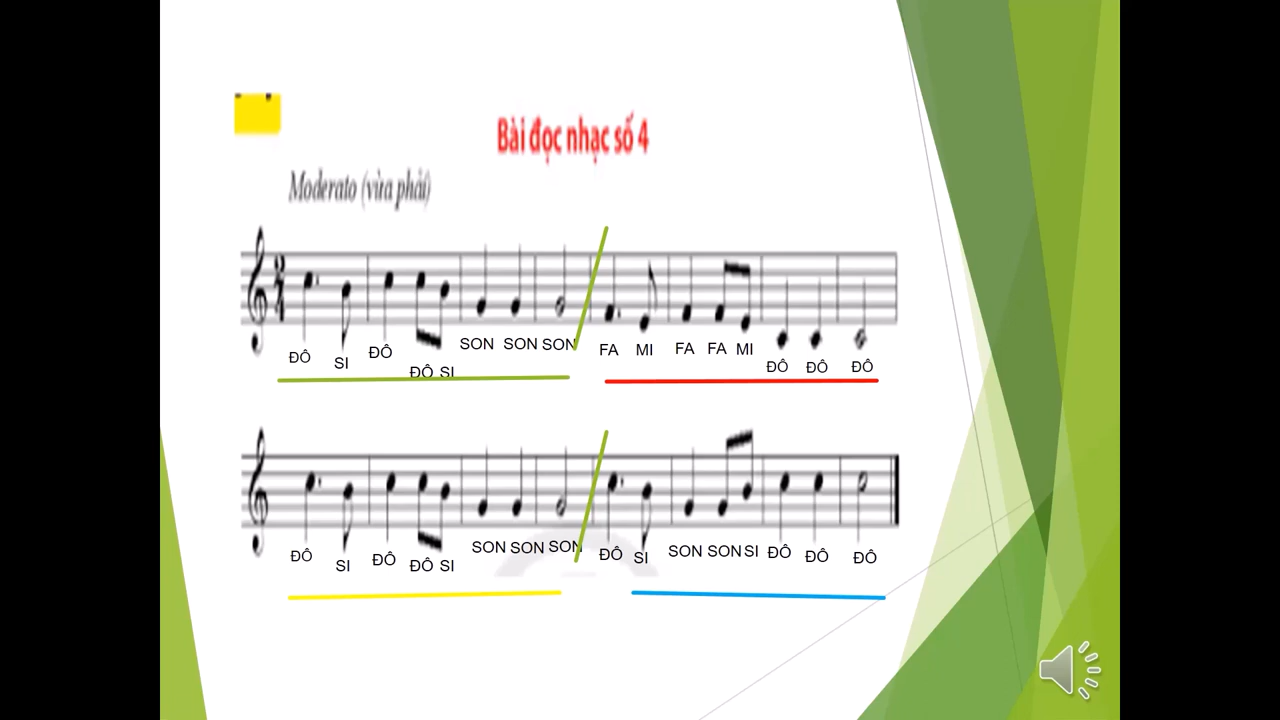 Bài đọc nhạc số 4
Moderato (vừa phải)
2
4
ĐÔ SI ĐÔ ĐÔ SI SON SON SON FA MI FA FA MI ĐÔ ĐÔ ĐÔ
ĐÔ SI ĐÔ ĐÔ SI SON SON SON ĐÔ SI SON SON SI ĐÔ ĐÔ ĐÔ